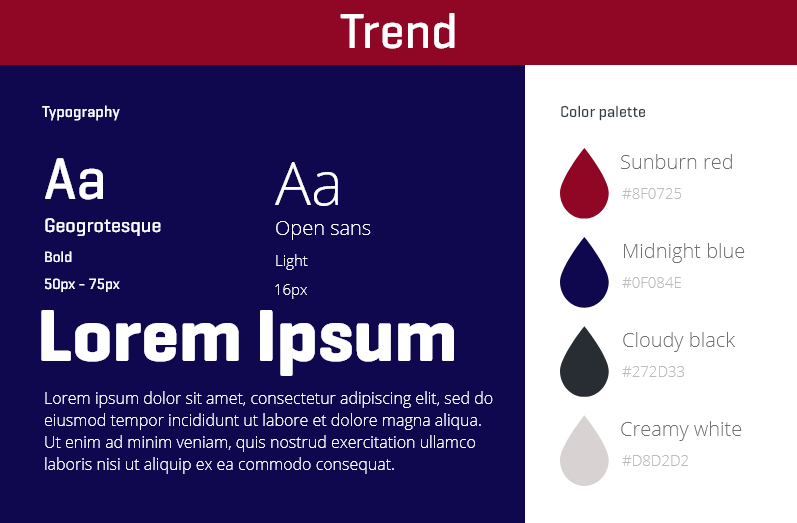 Trend
Typography
Aa
Geogrotesque
Bold
50px - 75px
Aa
Open sans
Light
16px
Lorem Ipsum
Lorem ipsum dolor sit amet, consectetur adipiscing elit, sed do
eiusmod tempor incididunt ut labore et dolore magna aliqua.
Ut enim ad minim veniam, quis nostrud exercitation ullamco
laboris nisi ut aliquip ex ea commodo consequat.
Color palette
Sunburn red
#8F0725
Midnight blue
#0F084E
Cloudy black
#272D33
Creamy white
#D8D2D2